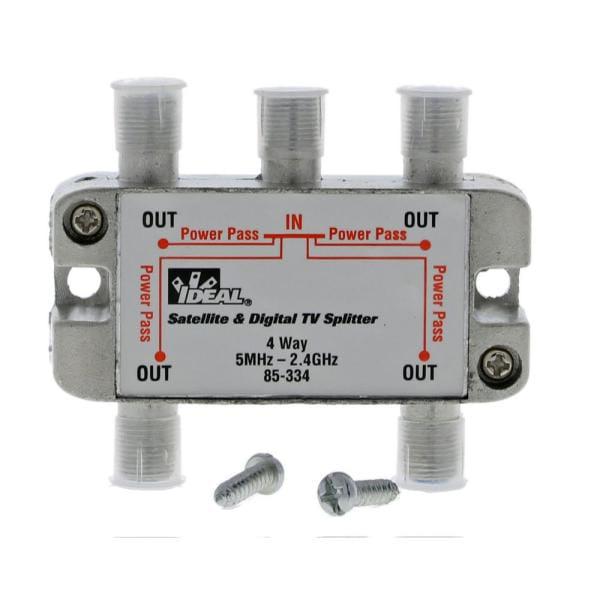 OUT IN OUT
Power Pass Power Pass
Power Pass Power Pass
IDEAL®
Satellite & Digital TV Splitter
4 Way
5MHz – 2.4GHz
OUT 85-334 OUT